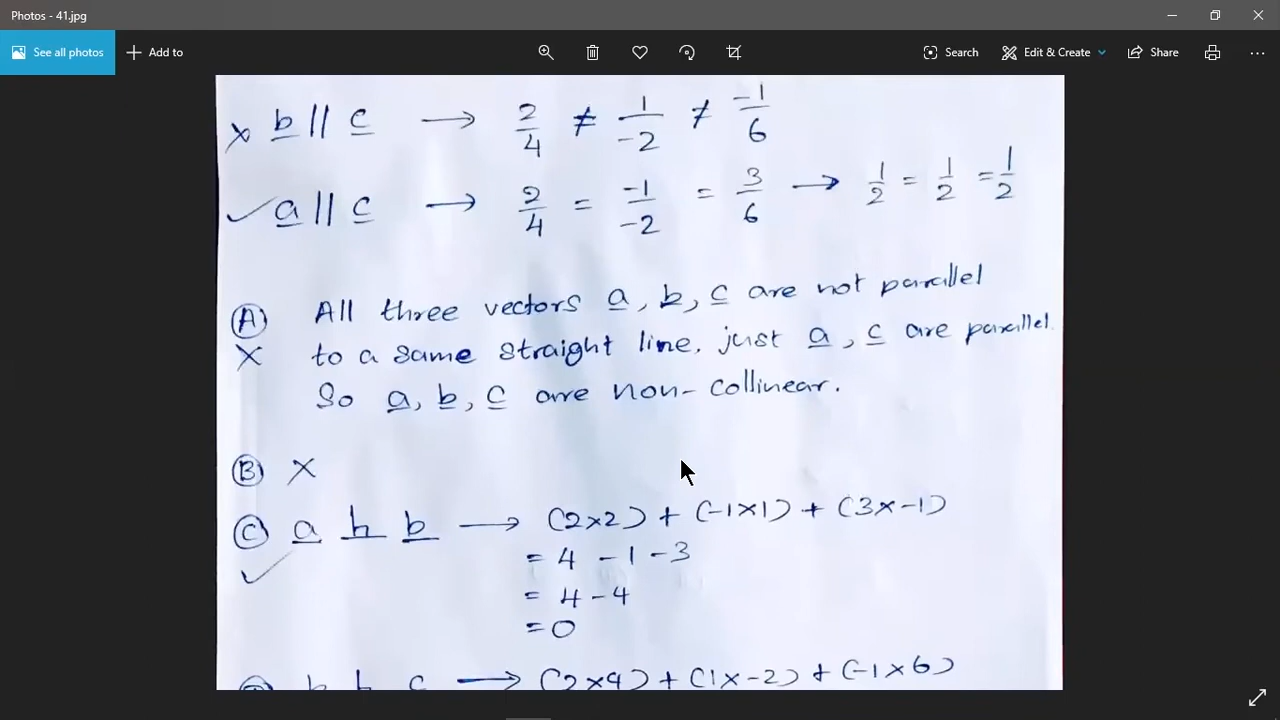 Photos - 41.jpg
See all photos
Add to
Search
Edit & Create
Share
× b || c → 2/4 ≠ 1/-2 ≠ -1/6
✓ a || c → 2/4 = -1/-2 = 3/6 → 1/2 = 1/2 = 1/2
(A) All three vectors a, b, c are not parallel
× to a same straight line, just a, c are parallel.
So a, b, c are non-collinear.
(B) ×
(C) a h b → (2×2) + (-1×1) + (3×-1)
✓ = 4 - 1 - 3
= 4 - 4
= 0
c → (2×4) + (1×-2) + (-1×6)